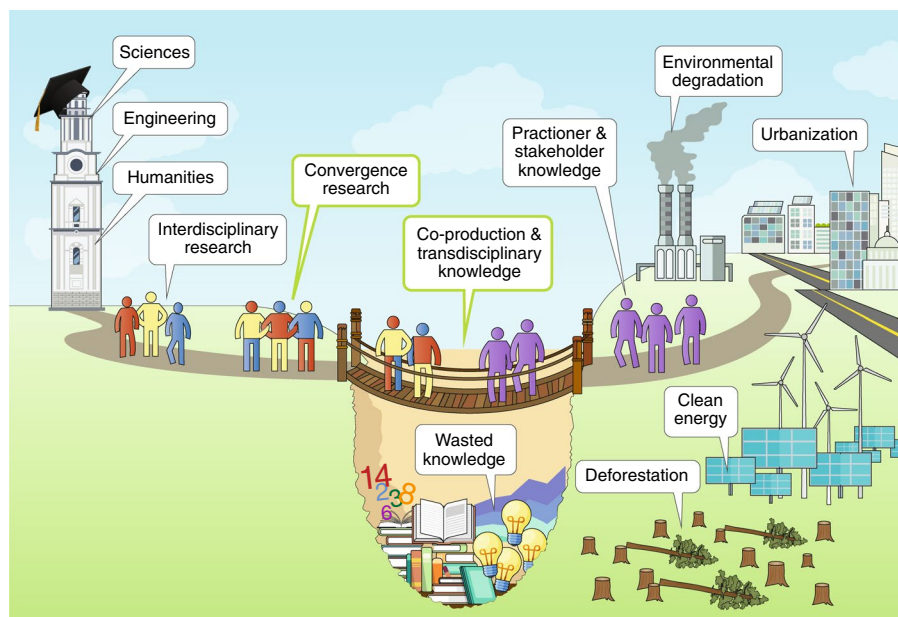 Sciences
Engineering
Humanities
Interdisciplinary
research
Convergence
research
Co-production &
transdisciplinary
knowledge
Practioner &
stakeholder
knowledge
Environmental
degradation
Urbanization
Wasted
knowledge
Clean
energy
Deforestation
14
2
3
8
6